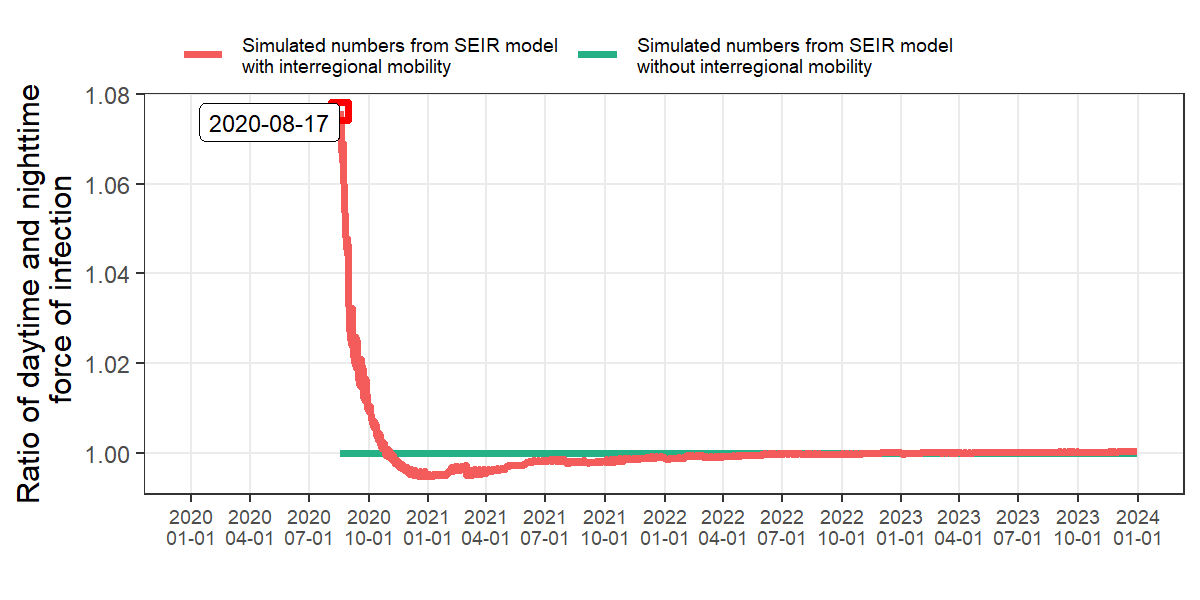 Simulated numbers from SEIR model
with interregional mobility
Simulated numbers from SEIR model
without interregional mobility
Ratio of daytime and nighttime
force of infection
1.08
1.06
1.04
1.02
1.00
2020-08-17
2020 2020 2020 2020 2021 2021 2021 2021 2022 2022 2022 2022 2023 2023 2023 2023 2024
01-01 04-01 07-01 10-01 01-01 04-01 07-01 10-01 01-01 04-01 07-01 10-01 01-01 04-01 07-01 10-01 01-01